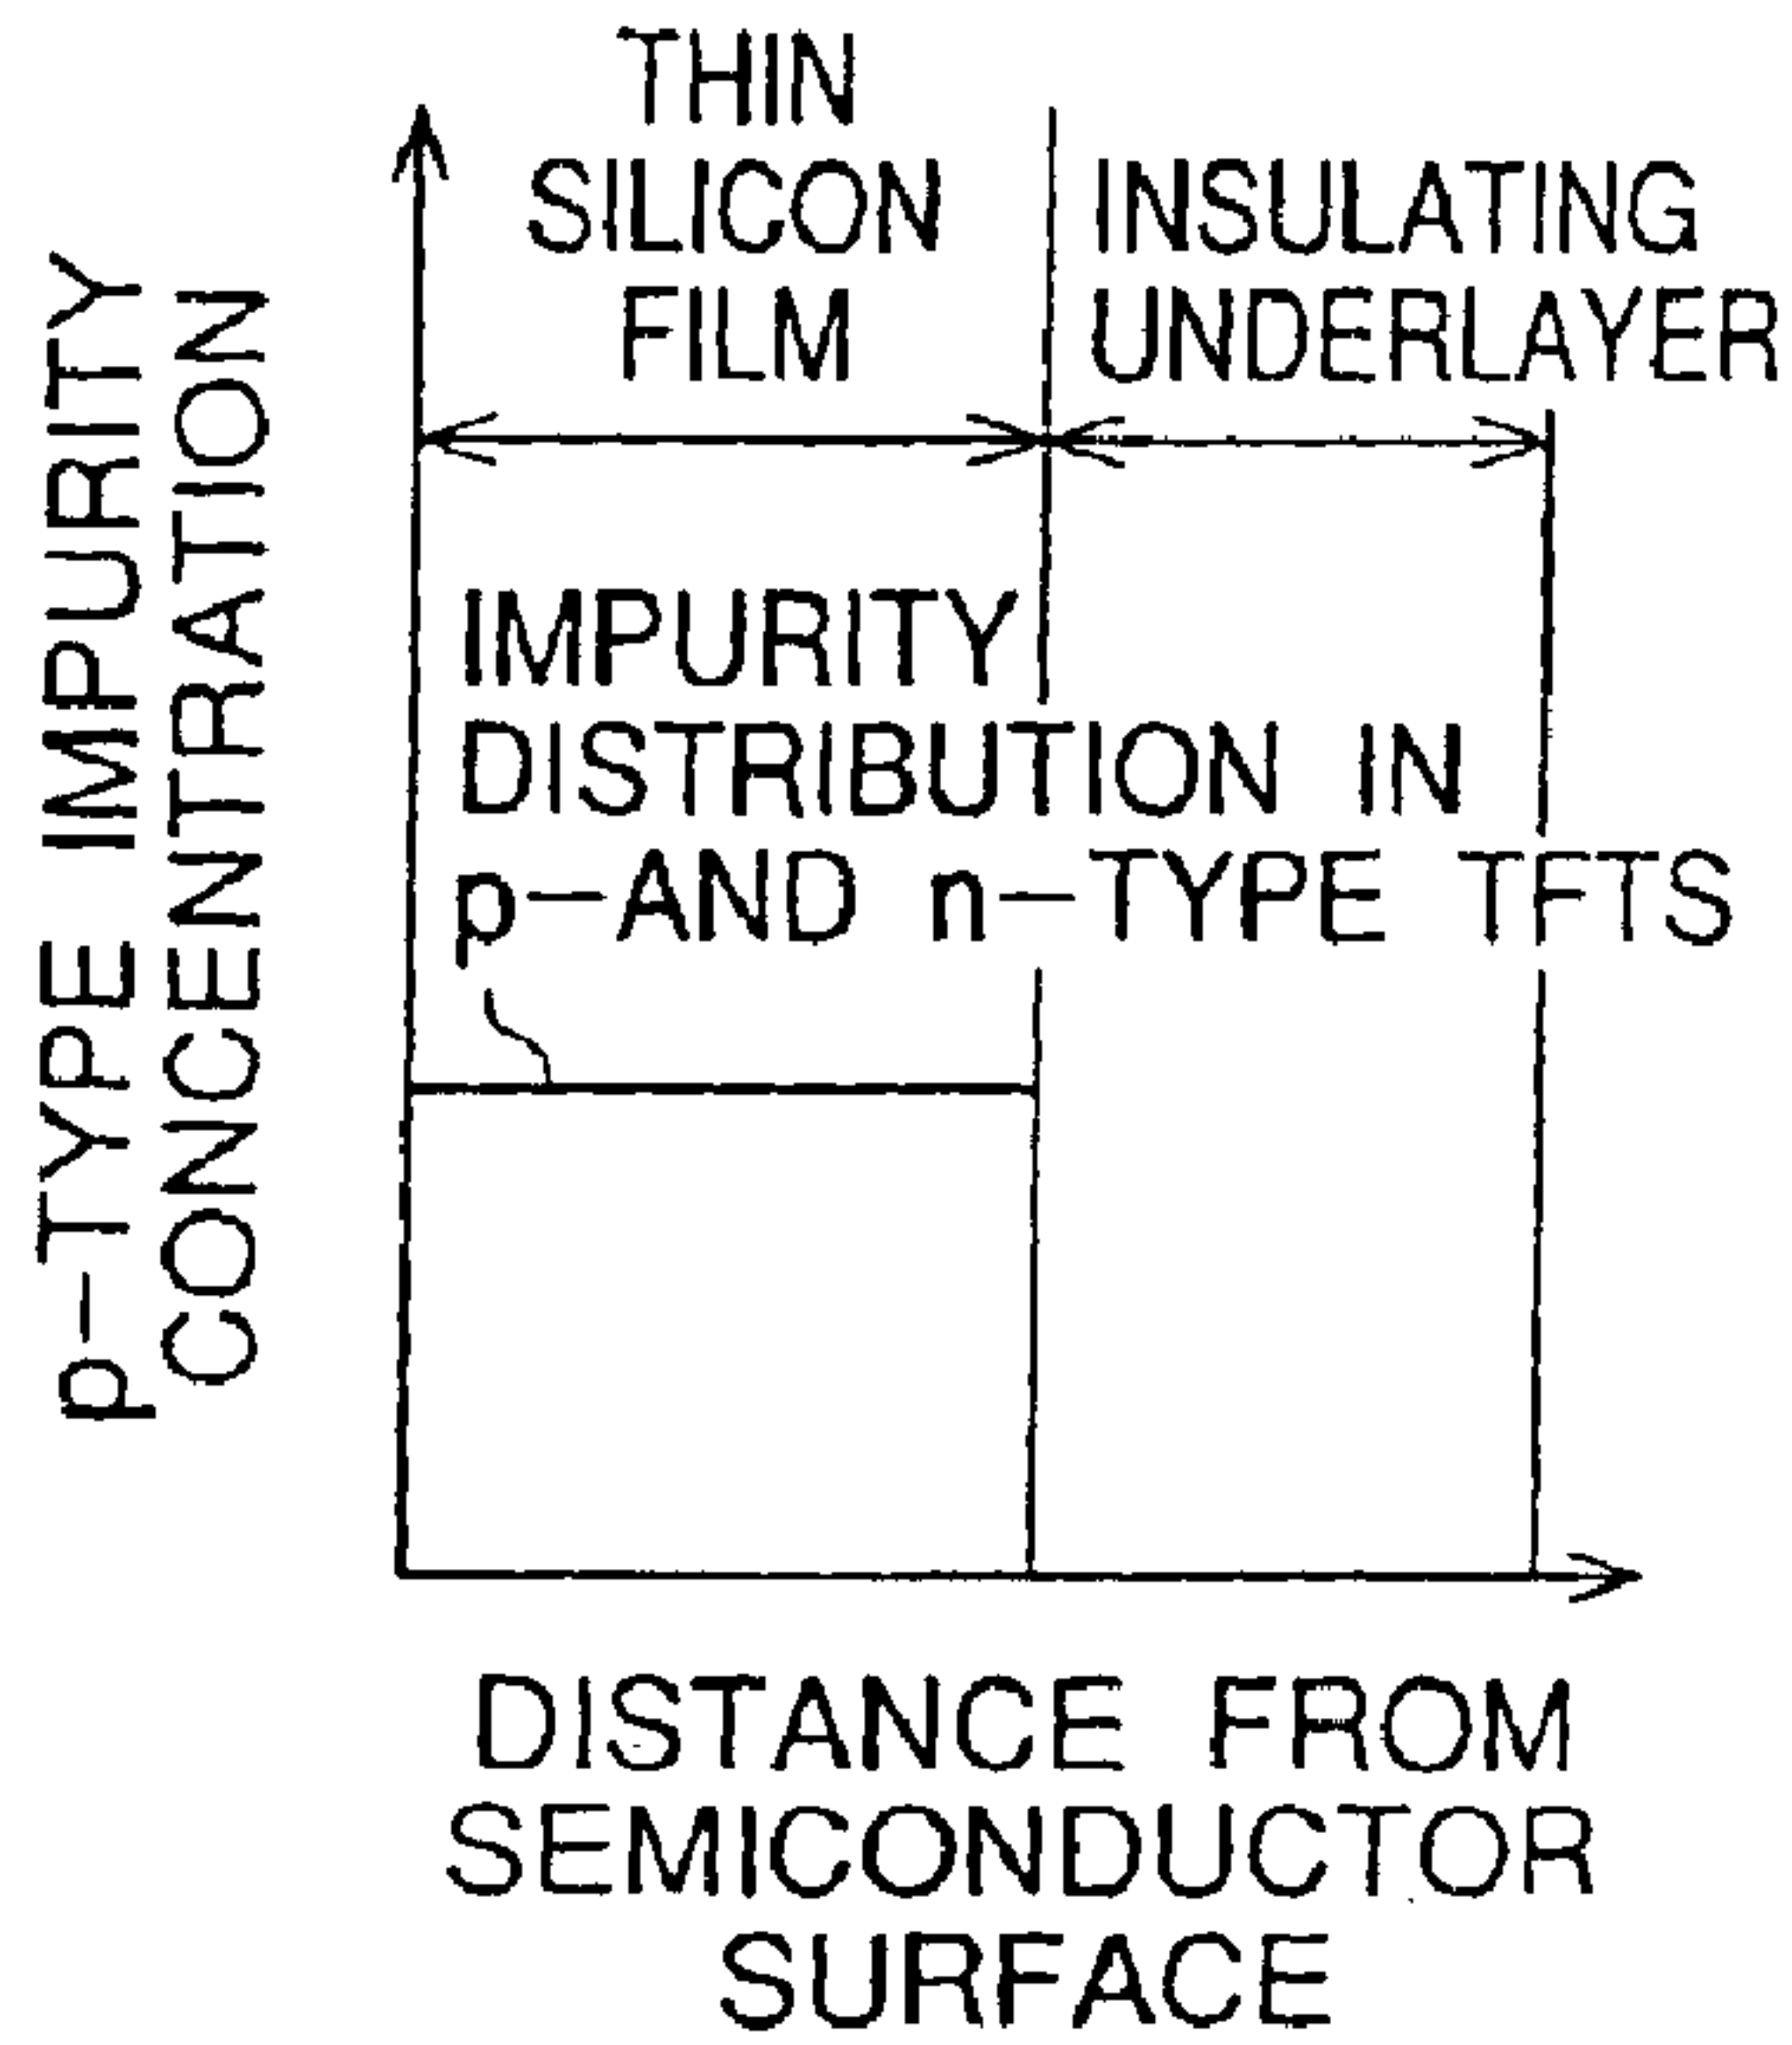 THIN
SILICON
FILM
INSULATING
UNDERLAYER
p-TYPE IMPURITY
CONCENTRATION
IMPURITY
DISTRIBUTION IN
p-AND n-TYPE TFTS
DISTANCE FROM
SEMICONDUCTOR
SURFACE